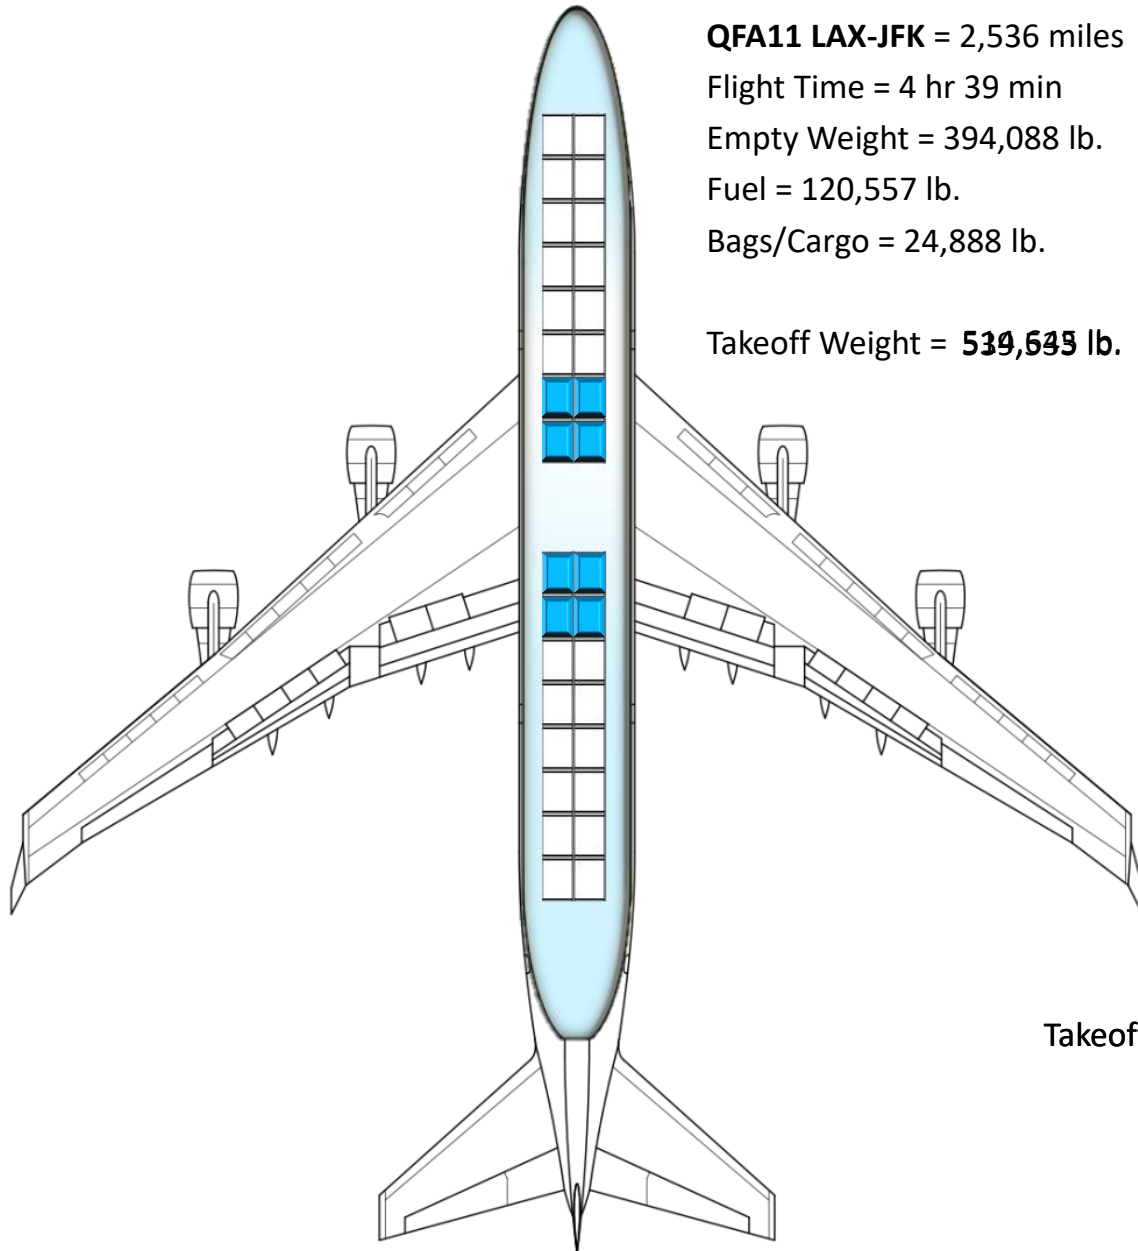 QFA11 LAX-JFK = 2,536 miles
Flight Time = 4 hr 39 min
Empty Weight = 394,088 lb.
Fuel = 120,557 lb.
Bags/Cargo = 24,888 lb.
Takeoff Weight = lb.
Takeof